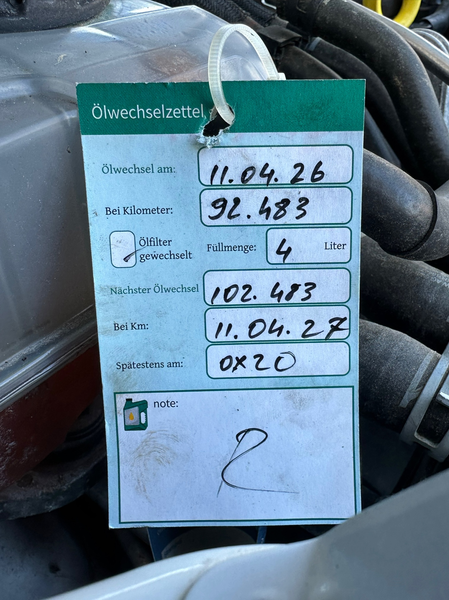 Ölwechselzettel
Ölwechsel am: 11.04.26
Bei Kilometer: 92.483
Ölfilter gewechselt Füllmenge: 4 Liter
Nächster Ölwechsel 102.483
Bei Km: 11.04.27
Spätestens am: 0X20
note: